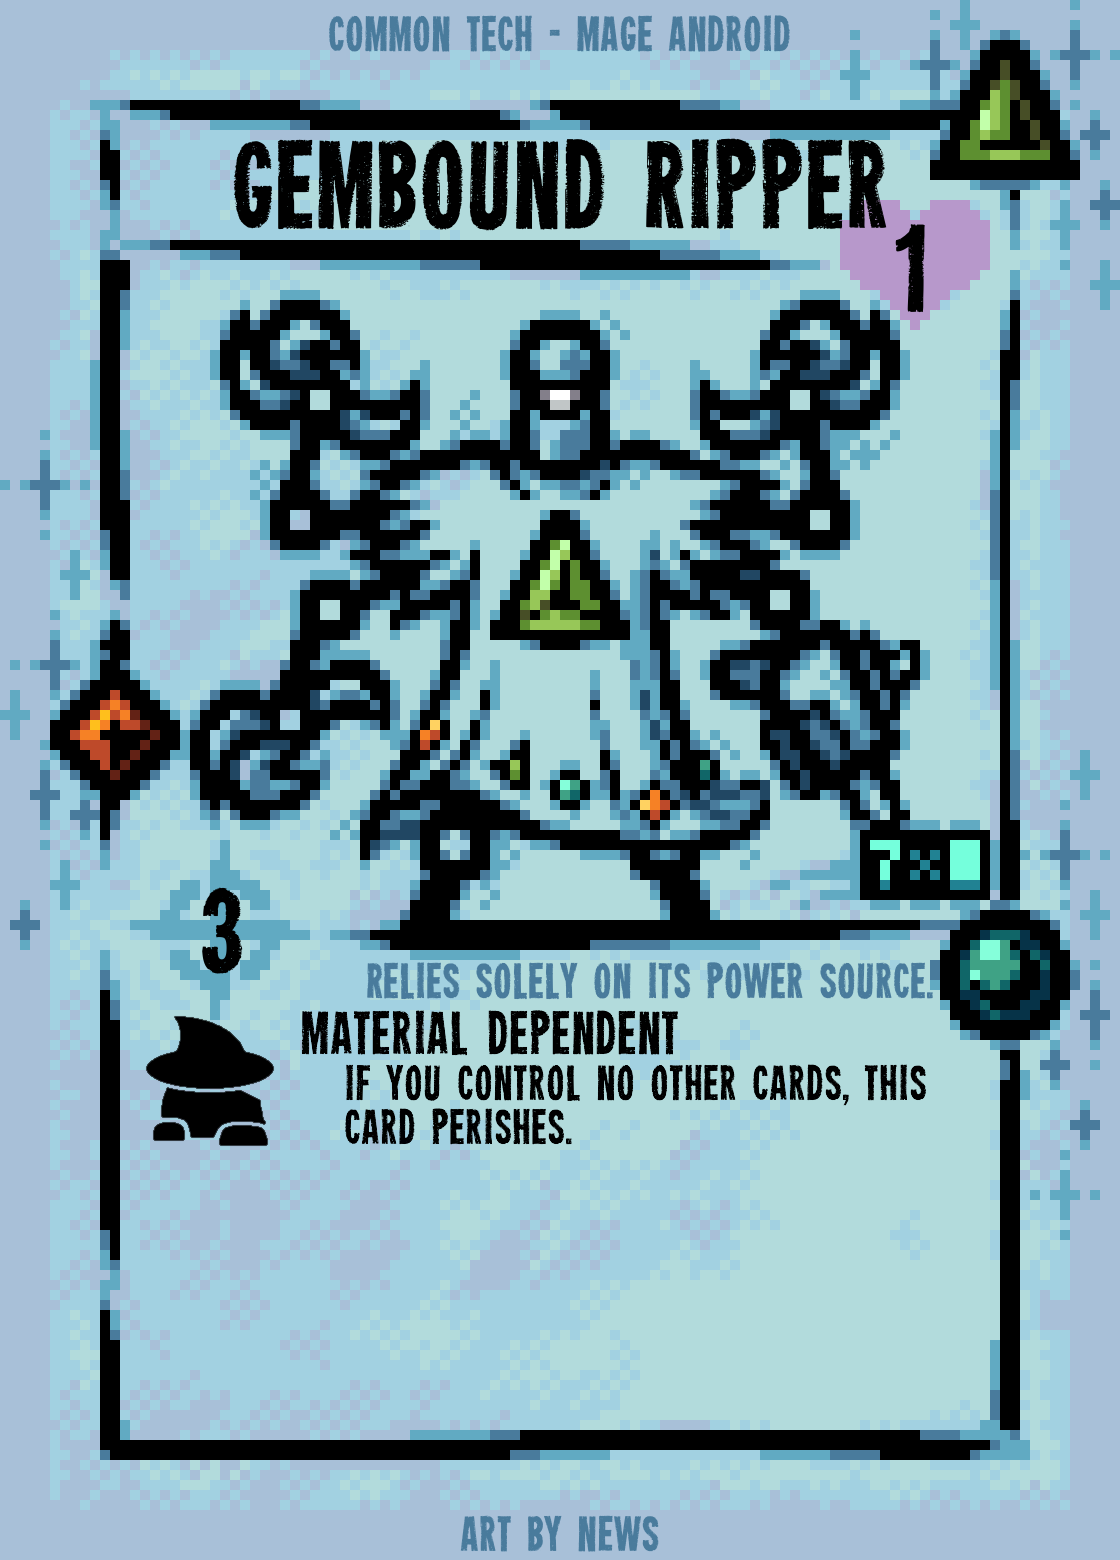 COMMON TECH - MAGE ANDROID
GEMBOUND RIPPER
1
7
3
RELIES SOLELY ON ITS POWER SOURCE.
MATERIAL DEPENDENT
IF YOU CONTROL NO OTHER CARDS, THIS
CARD PERISHES.
ART BY NEWS